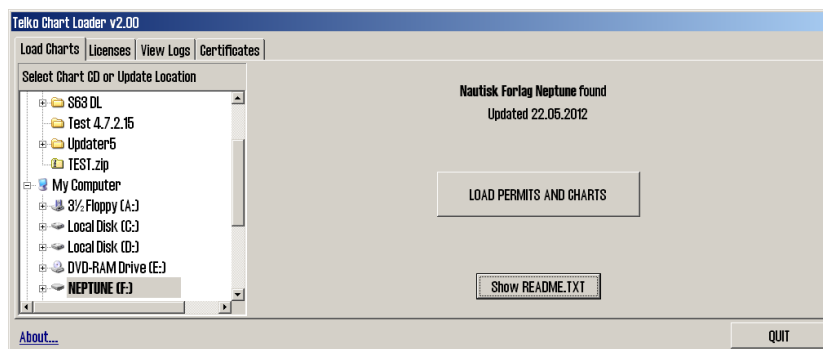 Telko Chart Loader v2.00
Load Charts Licenses View Logs Certificates
Select Chart CD or Update Location
S63 DL
Test 4.7.2.15
Updater5
TEST.zip
My Computer
3½ Floppy (A:)
Local Disk (C:)
Local Disk (D:)
DVD-RAM Drive (E:)
NEPTUNE (F:)
Nautisk Forlag Neptune found
Updated 22.05.2012
LOAD PERMITS AND CHARTS
Show README.TXT
About...
QUIT